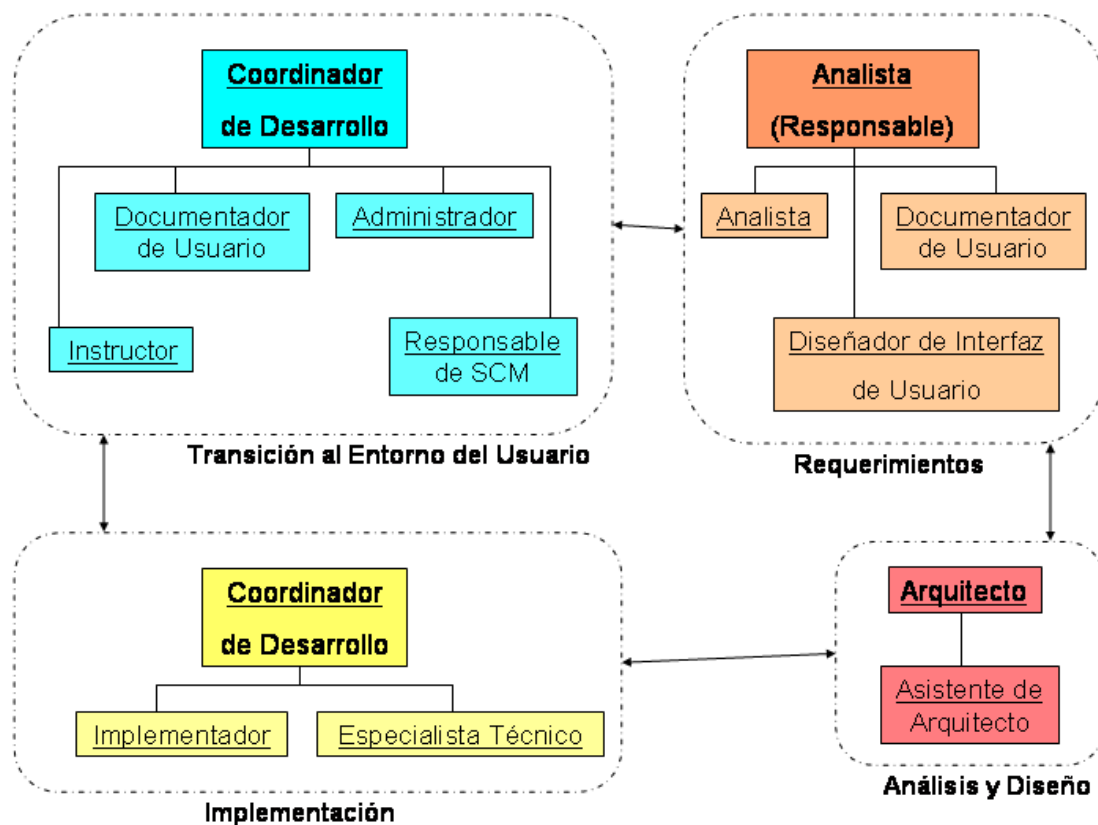 Coordinador
de Desarrollo
Documentador
de Usuario
Administrador
Instructor
Responsable
de SCM
Transición al Entorno del Usuario
Analista
(Responsable)
Analista
Documentador
de Usuario
Diseñador de Interfaz
de Usuario
Requerimientos
Coordinador
de Desarrollo
Implementador
Especialista Técnico
Implementación
Arquitecto
Asistente de
Arquitecto
Análisis y Diseño